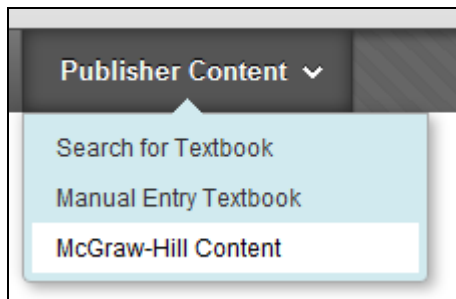 Publisher Content
Search for Textbook
Manual Entry Textbook
McGraw-Hill Content